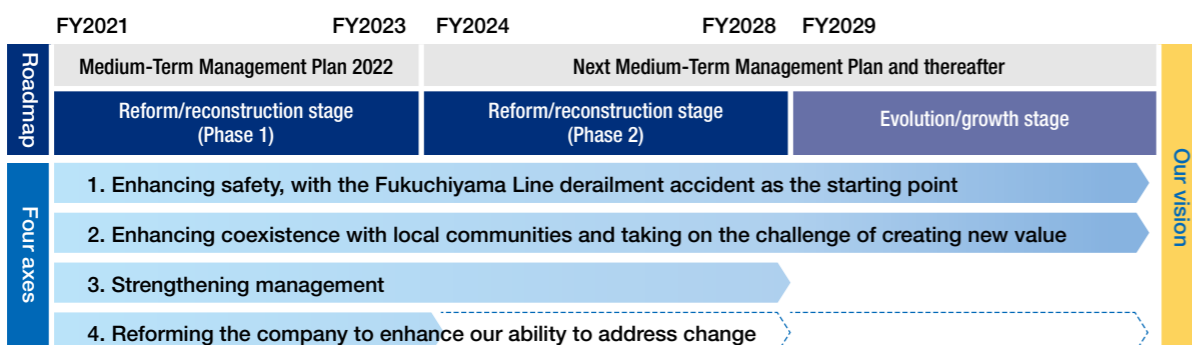 FY2021 FY2023 FY2024 FY2028 FY2029
Roadmap
Medium-Term Management Plan 2022
Next Medium-Term Management Plan and thereafter
Reform/reconstruction stage
(Phase 1)
Reform/reconstruction stage
(Phase 2)
Evolution/growth stage
Four axes
1. Enhancing safety, with the Fukuchiyama Line derailment accident as the starting point
2. Enhancing coexistence with local communities and taking on the challenge of creating new value
3. Strengthening management
4. Reforming the company to enhance our ability to address change
Our vision